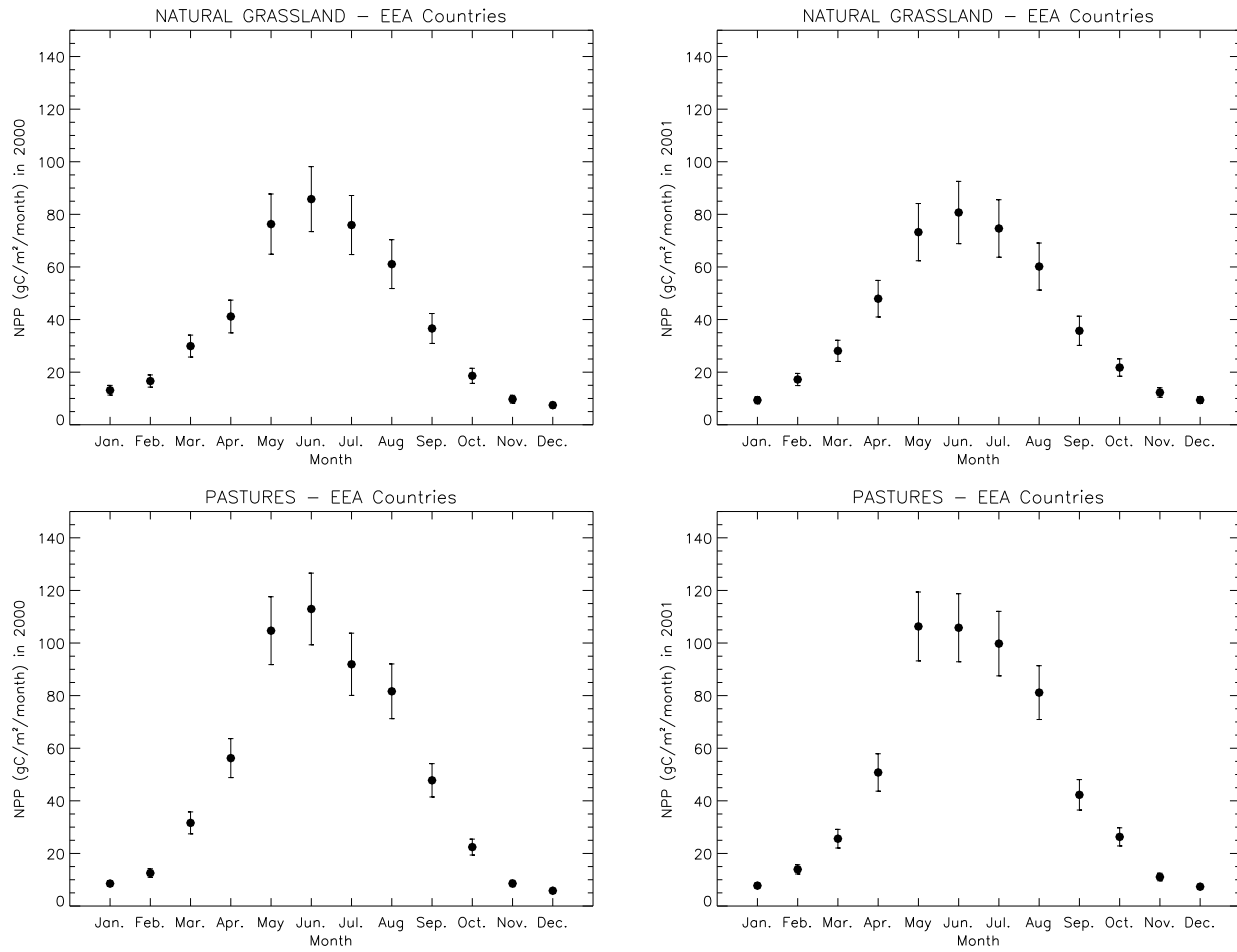 NATURAL GRASSLAND – EEA Countries
NPP (gC/m²/month) in 2000
140
120
100
80
60
40
20
0
Jan. Feb. Mar. Apr. May Jun. Jul. Aug Sep. Oct. Nov. Dec.
Month
NATURAL GRASSLAND – EEA Countries
NPP (gC/m²/month) in 2001
140
120
100
80
60
40
20
0
Jan. Feb. Mar. Apr. May Jun. Jul. Aug Sep. Oct. Nov. Dec.
Month
PASTURES – EEA Countries
NPP (gC/m²/month) in 2000
140
120
100
80
60
40
20
0
Jan. Feb. Mar. Apr. May Jun. Jul. Aug Sep. Oct. Nov. Dec.
Month
PASTURES – EEA Countries
NPP (gC/m²/month) in 2001
140
120
100
80
60
40
20
0
Jan. Feb. Mar. Apr. May Jun. Jul. Aug Sep. Oct. Nov. Dec.
Month